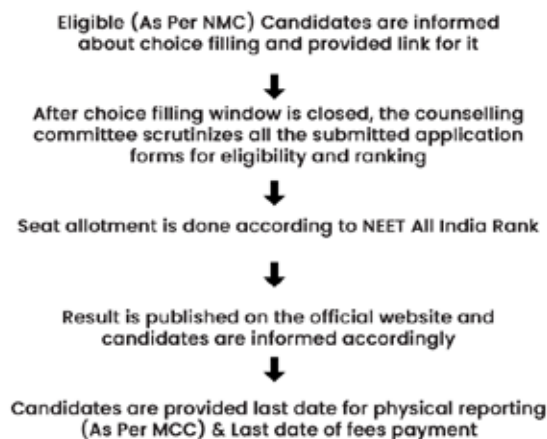 Eligible (As Per NMC) Candidates are informed
about choice filling and provided link for it
After choice filling window is closed, the counselling
committee scrutinizes all the submitted application
forms for eligibility and ranking
Seat allotment is done according to NEET All India Rank
Result is published on the official website and
candidates are informed accordingly
Candidates are provided last date for physical reporting
(As Per MCC) & Last date of fees payment